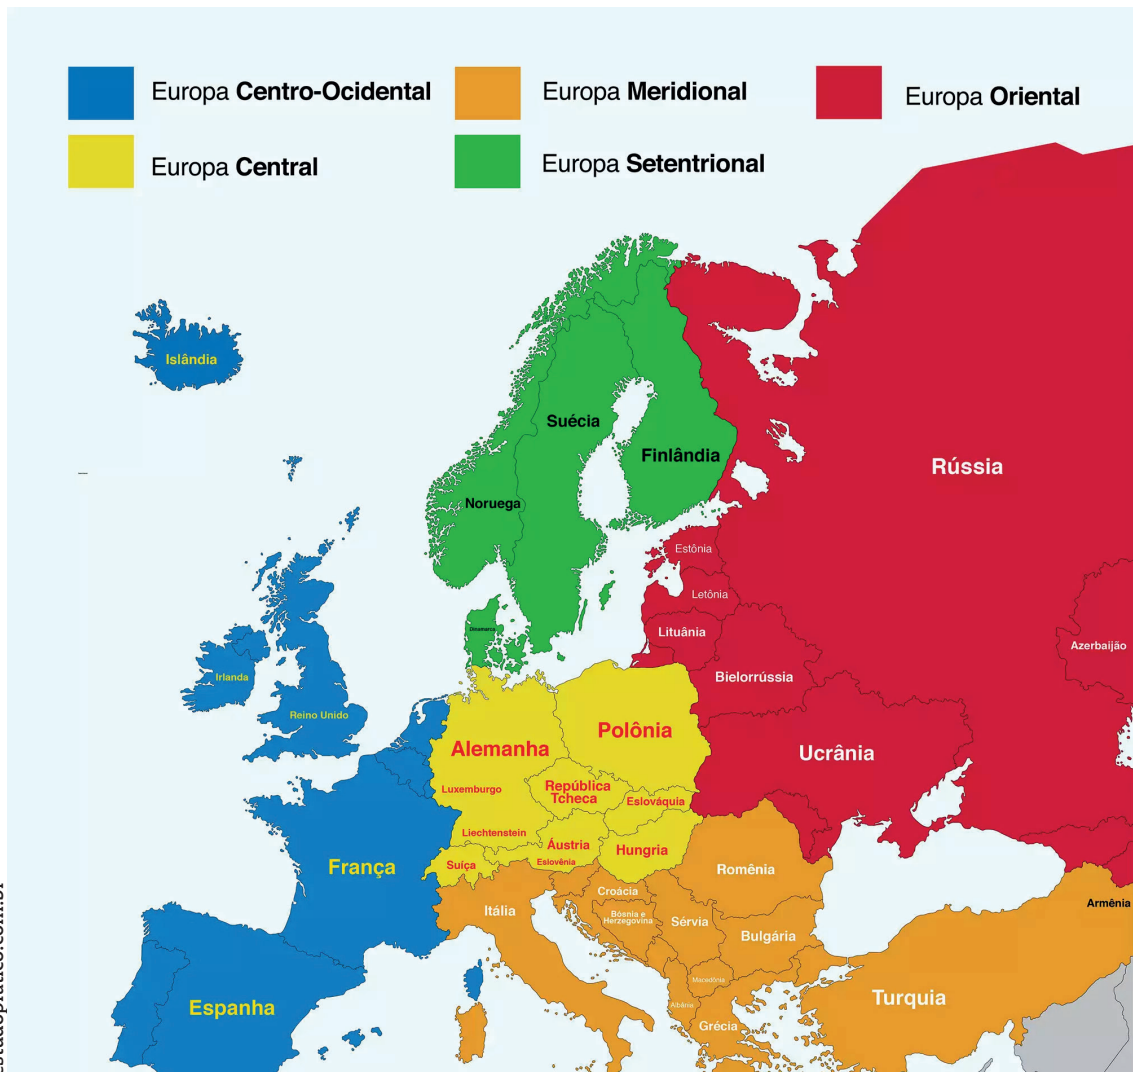 Europa Centro-Ocidental
Europa Meridional
Europa Oriental
Europa Central
Europa Setentrional
Islândia
Suécia
Finlândia
Rússia
Noruega
Estônia
Letônia
Dinamarca
Lituânia
Azerbaijão
Irlanda
Bielorrússia
Reino Unido
Polônia
Alemanha
Ucrânia
Luxemburgo
República
Tcheca
Eslováquia
Liechtenstein
Áustria
Hungria
Suíça
Eslovênia
França
Romênia
Croácia
Itália
Bósnia e
Herzegovina
Sérvia
Armênia
Bulgária
Macedônia
Turquia
Espanha
Albânia
Grécia